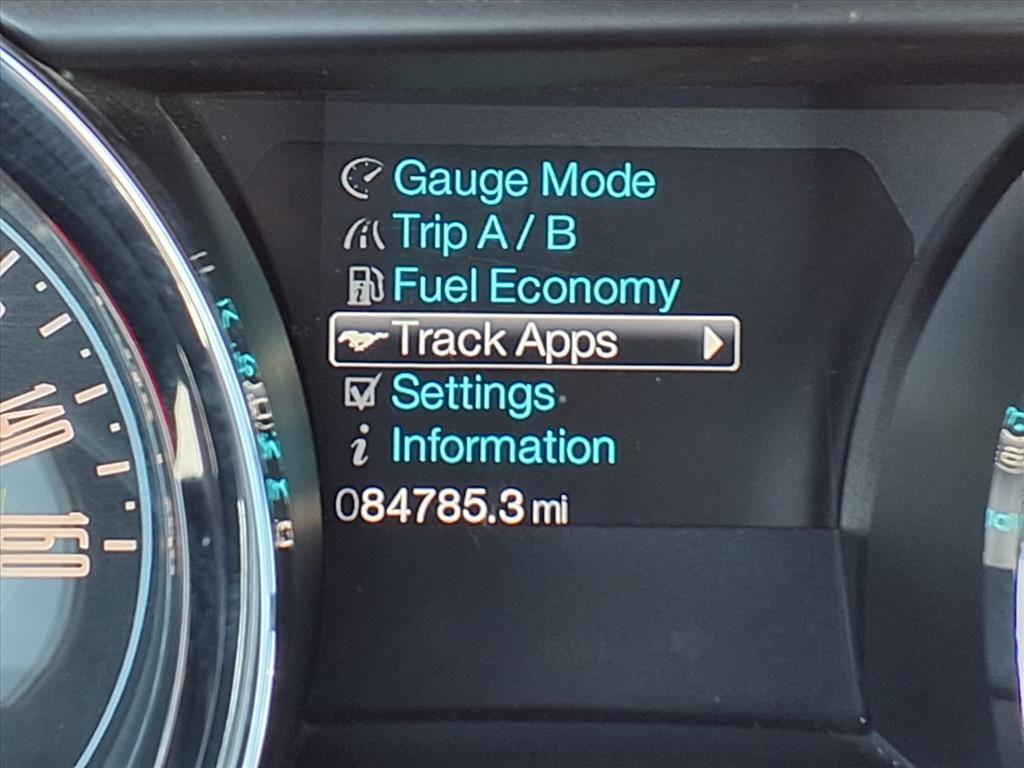 Gauge Mode
Trip A / B
Fuel Economy
Track Apps
Settings
Information
084785.3 mi
140
160